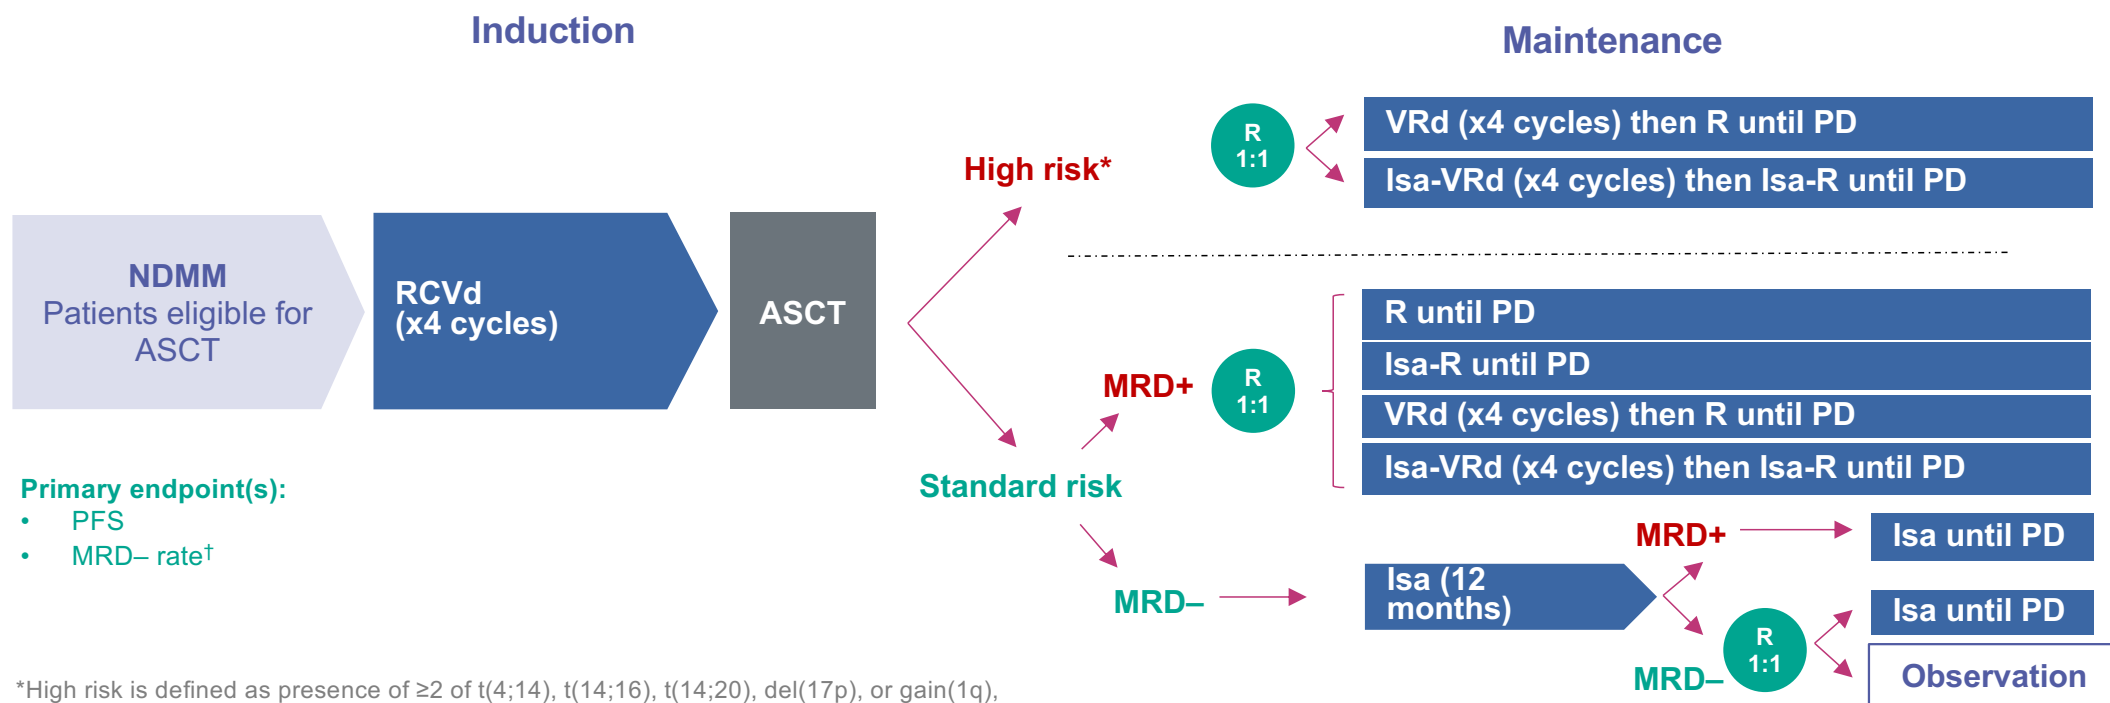 Induction
Maintenance
NDMM
Patients eligible for
ASCT
RCVd
(x4 cycles)
ASCT
High risk*
R
1:1
VRd (x4 cycles) then R until PD
Isa-VRd (x4 cycles) then Isa-R until PD
Standard risk
MRD+
R
1:1
R until PD
Isa-R until PD
VRd (x4 cycles) then R until PD
Isa-VRd (x4 cycles) then Isa-R until PD
MRD–
Isa (12
months)
MRD+
Isa until PD
MRD–
R
1:1
Isa until PD
Observation
Primary endpoint(s):
• PFS
• MRD– rate†
*High risk is defined as presence of ≥2 of t(4;14), t(14;16), t(14;20), del(17p), or gain(1q),